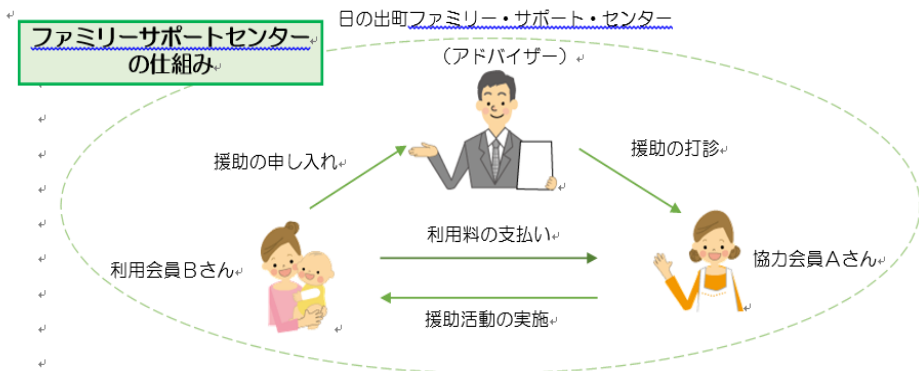 日の出町ファミリー・サポート・センター
ファミリーサポートセンター
の仕組み
（アドバイザー）
援助の申し入れ
援助の打診
利用料の支払い
利用会員Ｂさん
協力会員Ａさん
援助活動の実施